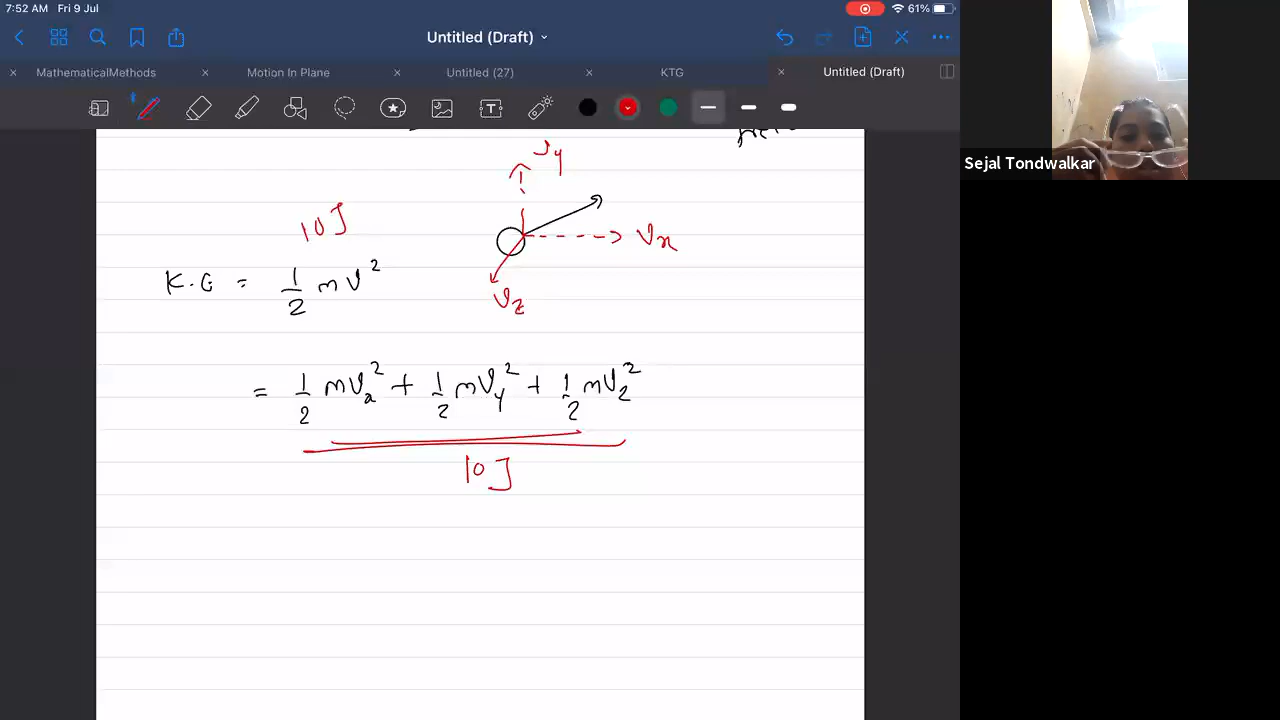 7:52 AM Fri 9 Jul
61%
Untitled (Draft)
MathematicalMethods
Motion In Plane
Untitled (27)
KTG
Untitled (Draft)
T
Sejal Tondwalkar
Vy
10 J
Vx
K.E = 1/2 mv²
Vz
= 1/2 mVx² + 1/2 mVy² + 1/2 mVz²
10 J